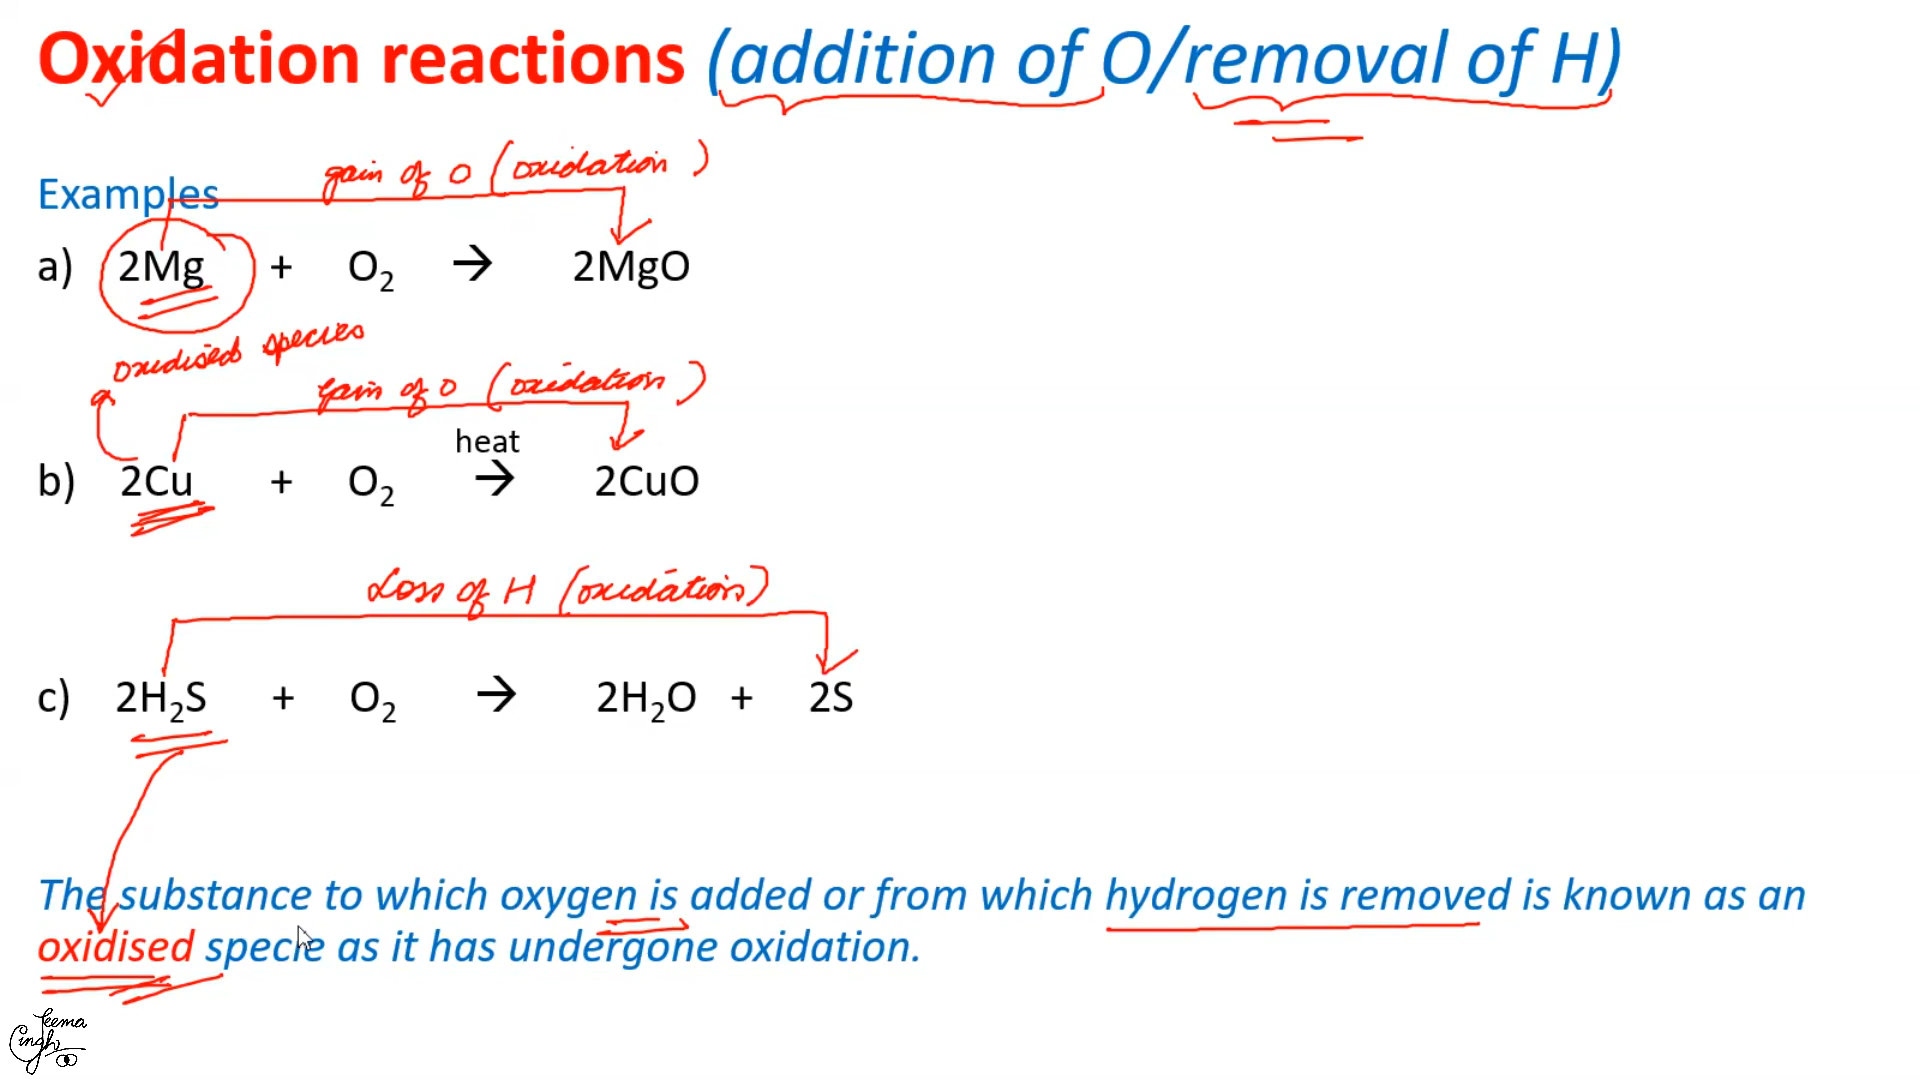 Oxidation reactions (addition of O/removal of H)
gain of O (oxidation)
Examples
a) 2Mg + O₂ → 2MgO
oxidised species
gain of O (oxidation)
heat
b) 2Cu + O₂ → 2CuO
Loss of H (oxidation)
c) 2H₂S + O₂ → 2H₂O + 2S
The substance to which oxygen is added or from which hydrogen is removed is known as an
oxidised specie as it has undergone oxidation.